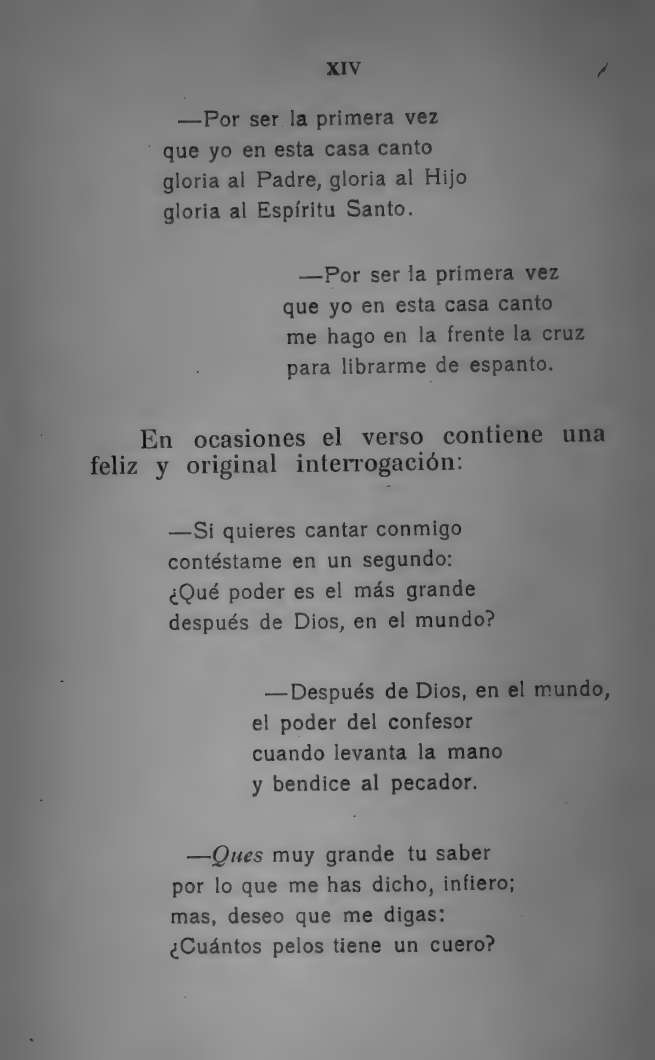 XIV
—Por ser la primera vez
que yo en esta casa canto
gloria al Padre, gloria al Hijo
gloria al Espíritu Santo.
—Por ser la primera vez
que yo en esta casa canto
me hago en la frente la cruz
para librarme de espanto.
En ocasiones el verso contiene una
feliz y original interrogación:
—Si quieres cantar conmigo
contéstame en un segundo:
¿Qué poder es el más grande
después de Dios, en el mundo?
—Después de Dios, en el mundo,
el poder del confesor
cuando levanta la mano
y bendice al pecador.
—Ques muy grande tu saber
por lo que me has dicho, infiero;
mas, deseo que me digas:
¿Cuántos pelos tiene un cuero?